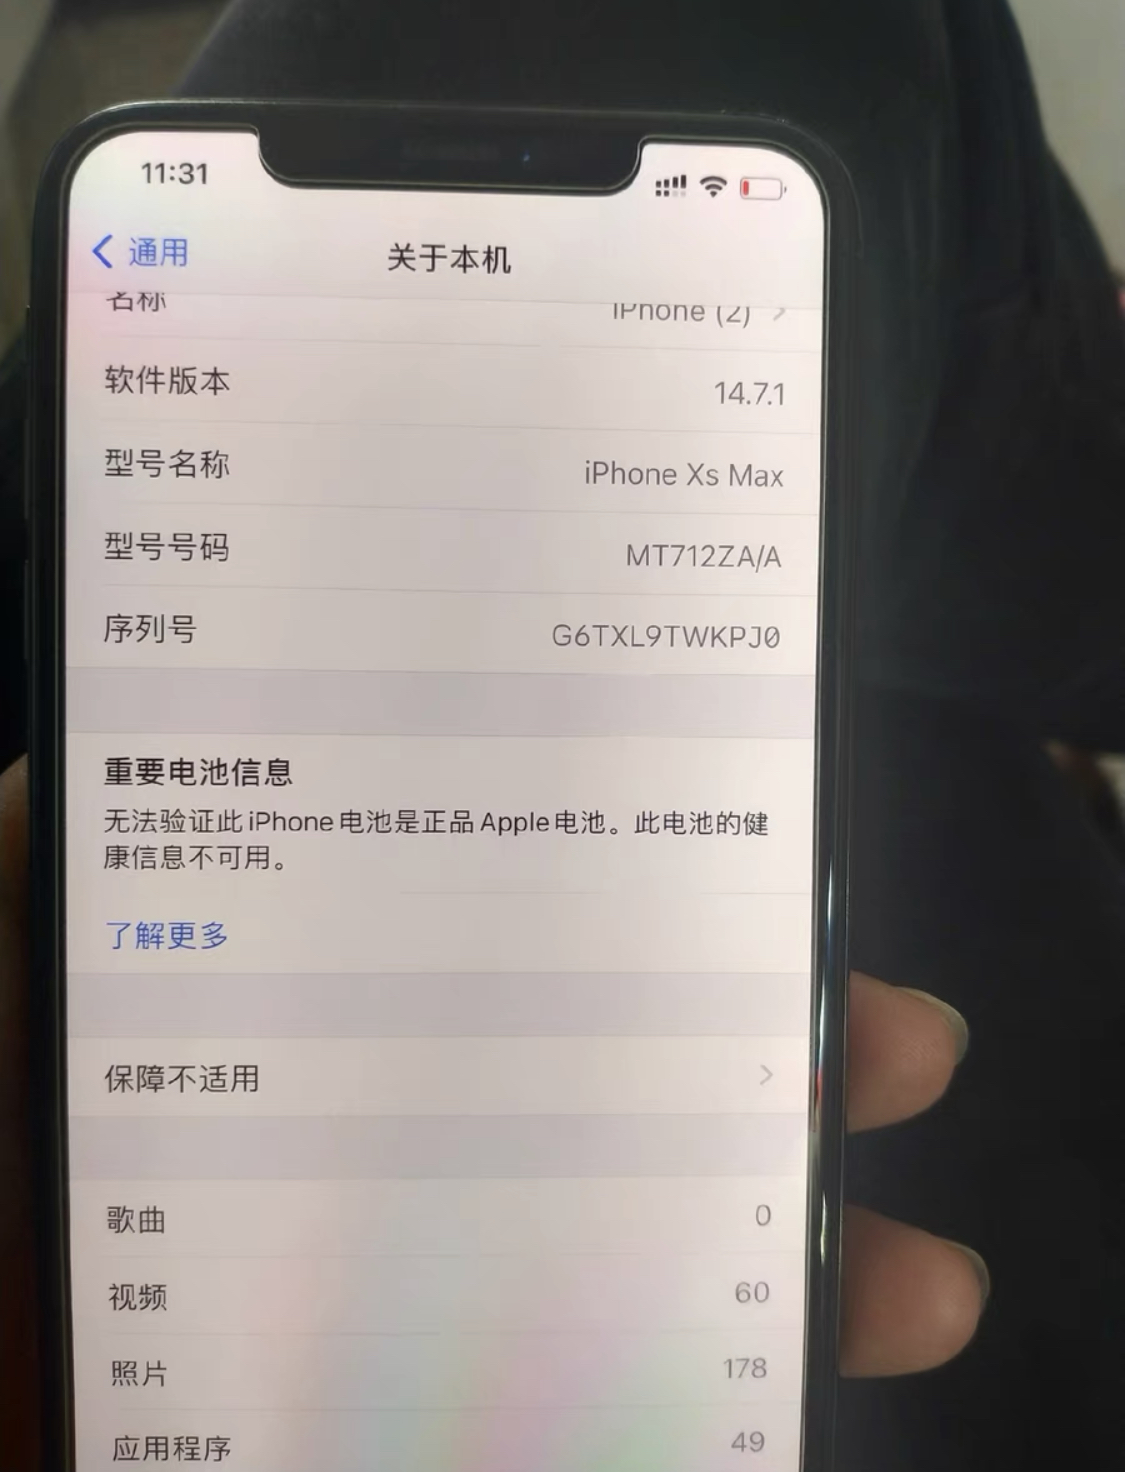 11:31
通用
关于本机
名称 iPhone (2)
软件版本 14.7.1
型号名称 iPhone Xs Max
型号号码 MT712ZA/A
序列号 G6TXL9TWKPJ0
重要电池信息
无法验证此iPhone电池是正品Apple电池。此电池的健
康信息不可用。
了解更多
保障不适用
歌曲 0
视频 60
照片 178
应用程序 49